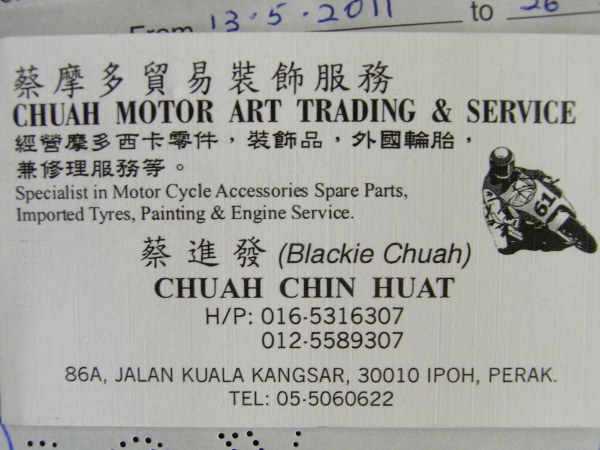 From 13.5.2011 to 26
蔡摩多貿易裝飾服務
CHUAH MOTOR ART TRADING & SERVICE
經營摩多西卡零件，裝飾品，外國輪胎，
兼修理服務等。
Specialist in Motor Cycle Accessories Spare Parts,
Imported Tyres, Painting & Engine Service.
61
蔡進發 (Blackie Chuah)
CHUAH CHIN HUAT
H/P: 016-5316307
012-5589307
86A, JALAN KUALA KANGSAR, 30010 IPOH, PERAK.
TEL: 05-5060622